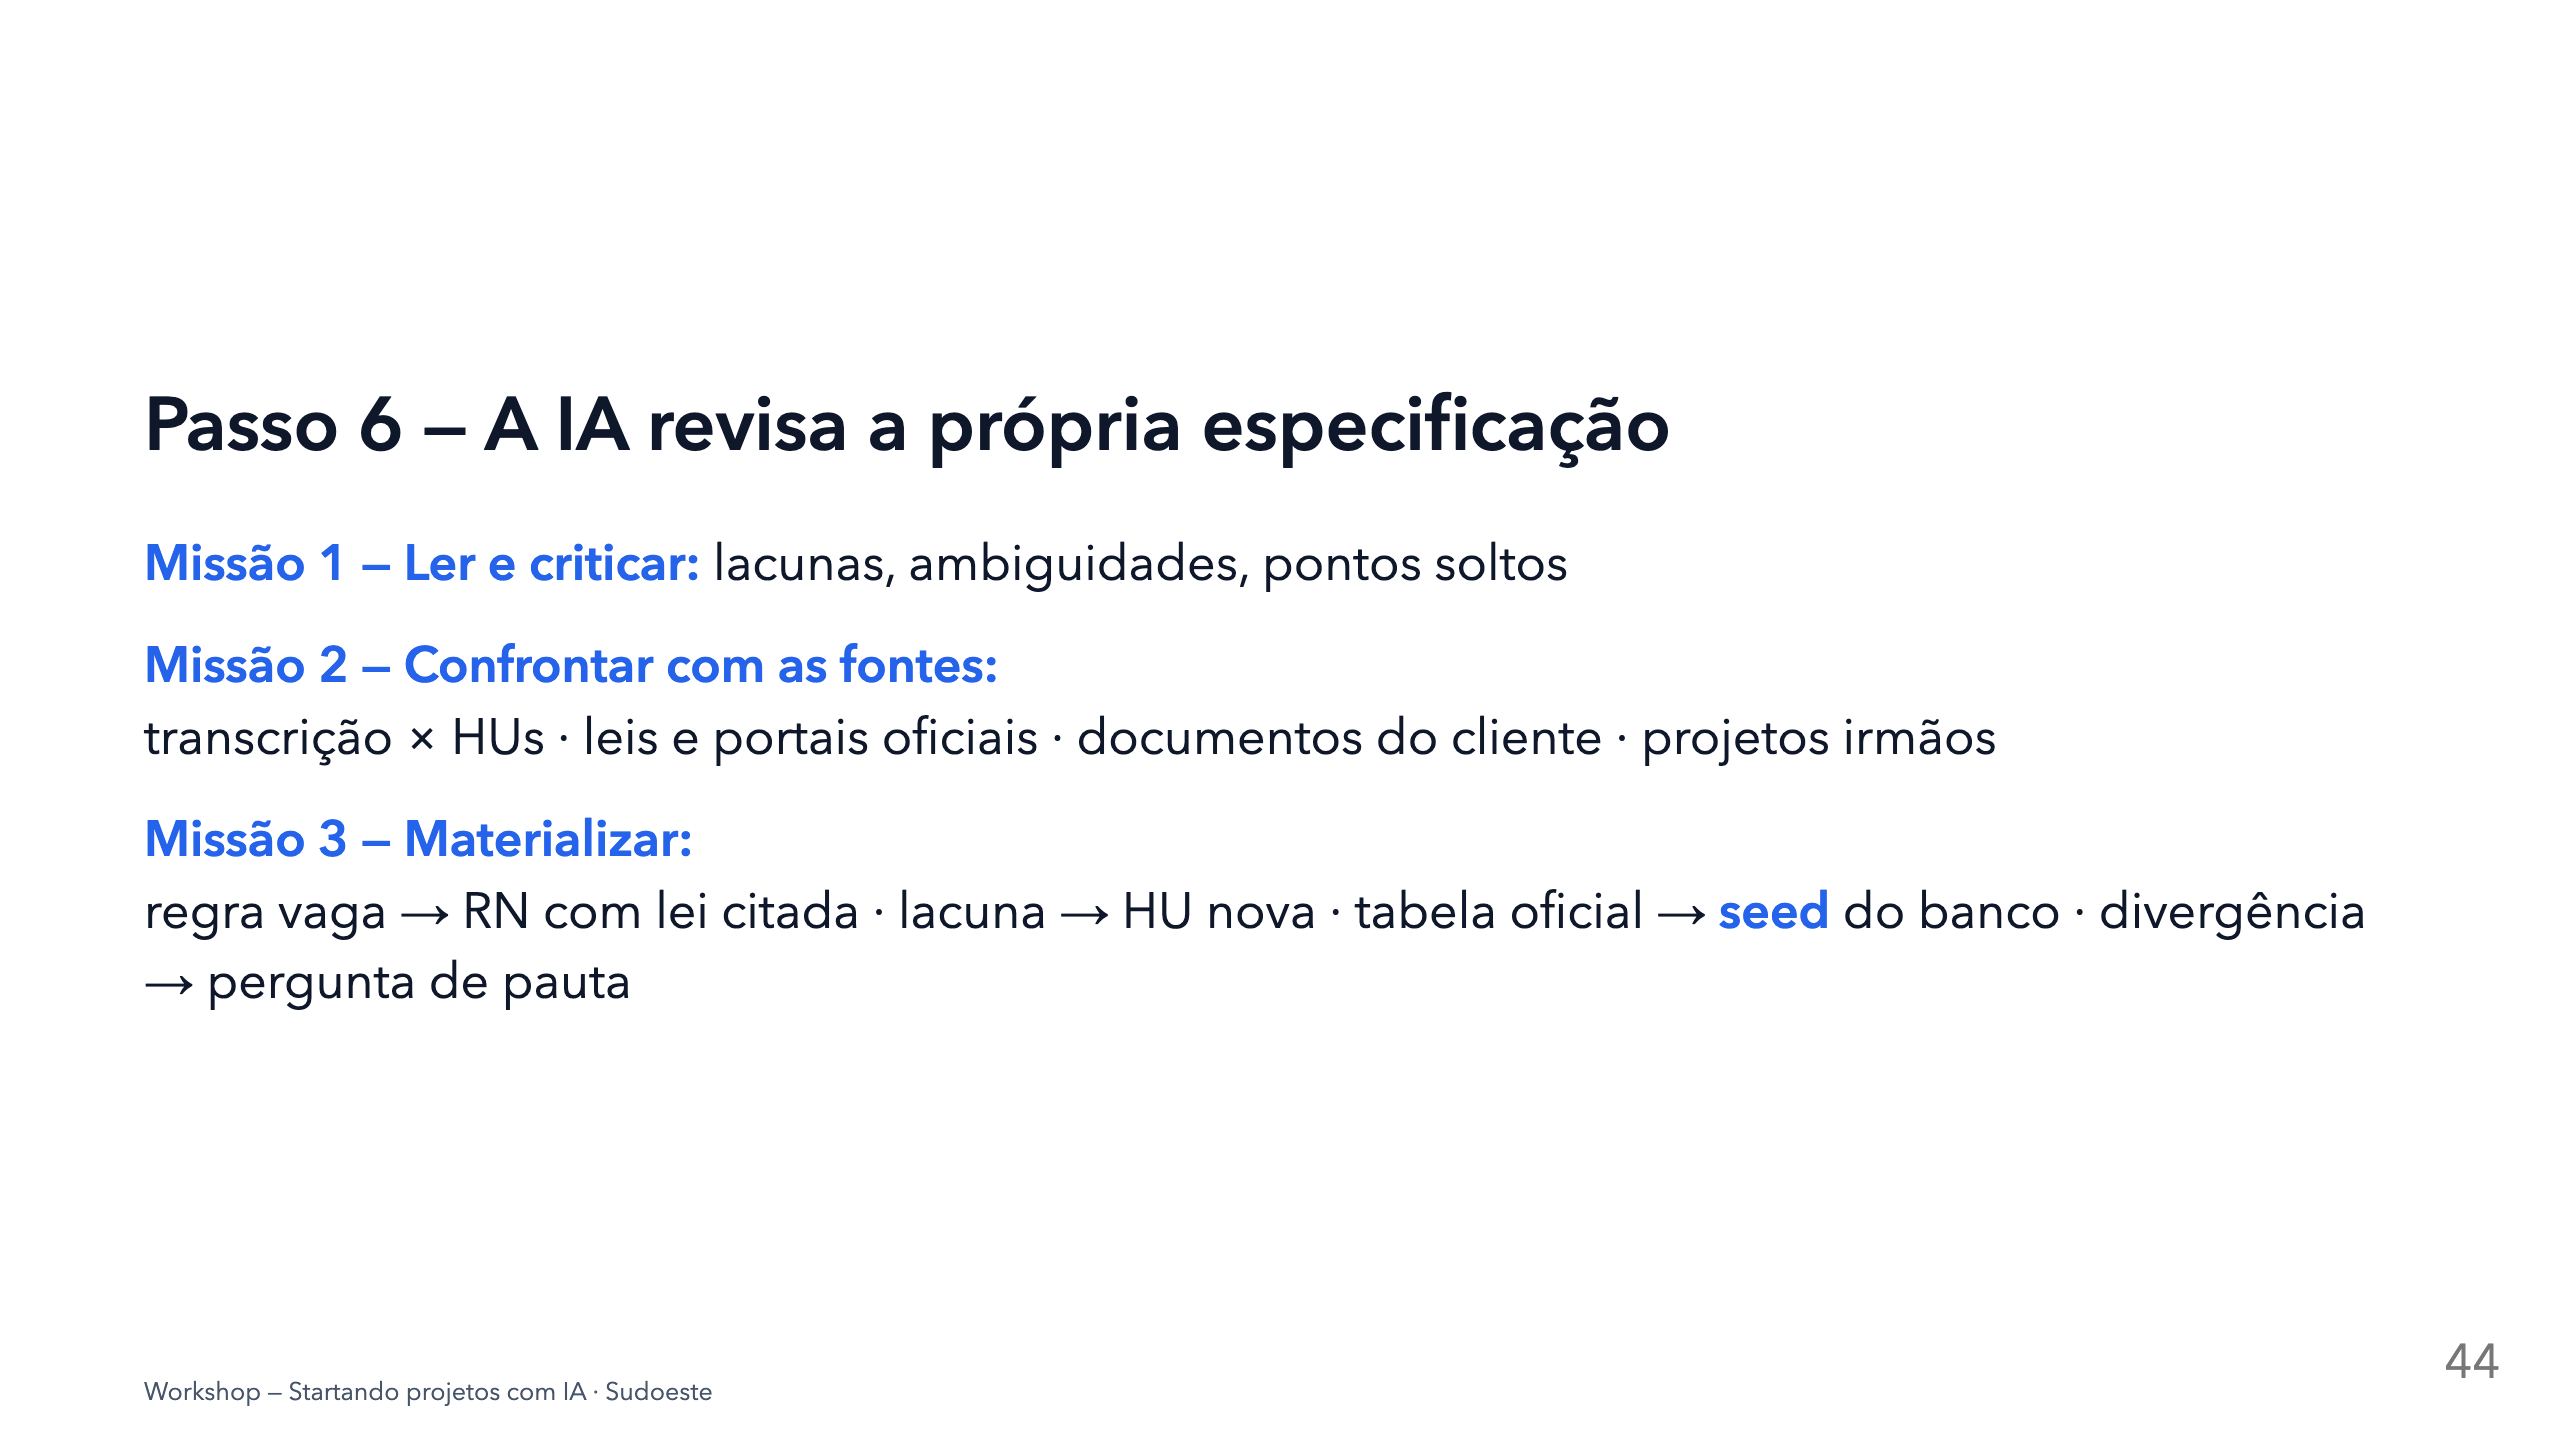 Passo 6 — A IA revisa a própria especificação
Missão 1 — Ler e criticar: lacunas, ambiguidades, pontos soltos
Missão 2 — Confrontar com as fontes:
transcrição × HUs · leis e portais oficiais · documentos do cliente · projetos irmãos
Missão 3 — Materializar:
regra vaga → RN com lei citada · lacuna → HU nova · tabela oficial → seed do banco · divergência
→ pergunta de pauta
Workshop — Startando projetos com IA · Sudoeste
44